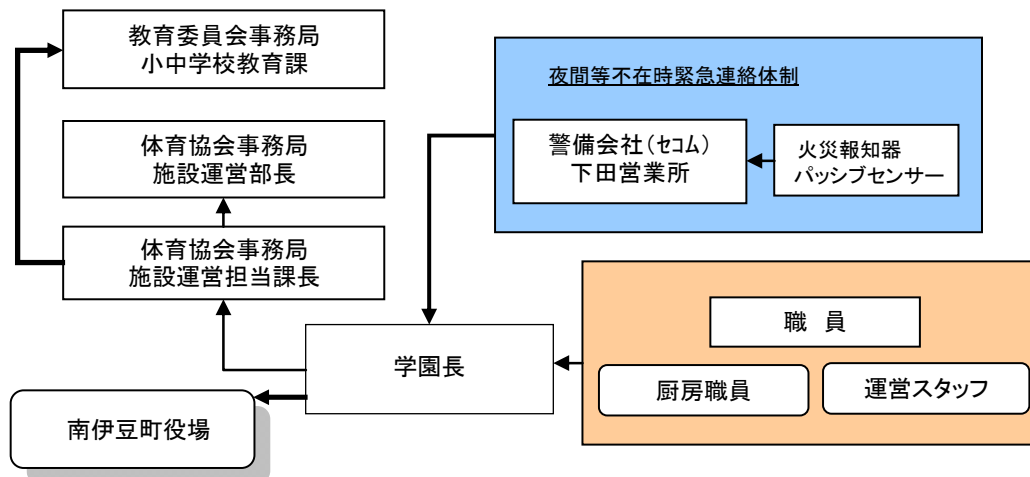 教育委員会事務局
小中学校教育課
夜間等不在時緊急連絡体制
体育協会事務局
施設運営部長
警備会社(ｾｺﾑ)
下田営業所
火災報知器
パッシブセンサー
体育協会事務局
施設運営担当課長
職　員
学園長
厨房職員
運営スタッフ
南伊豆町役場